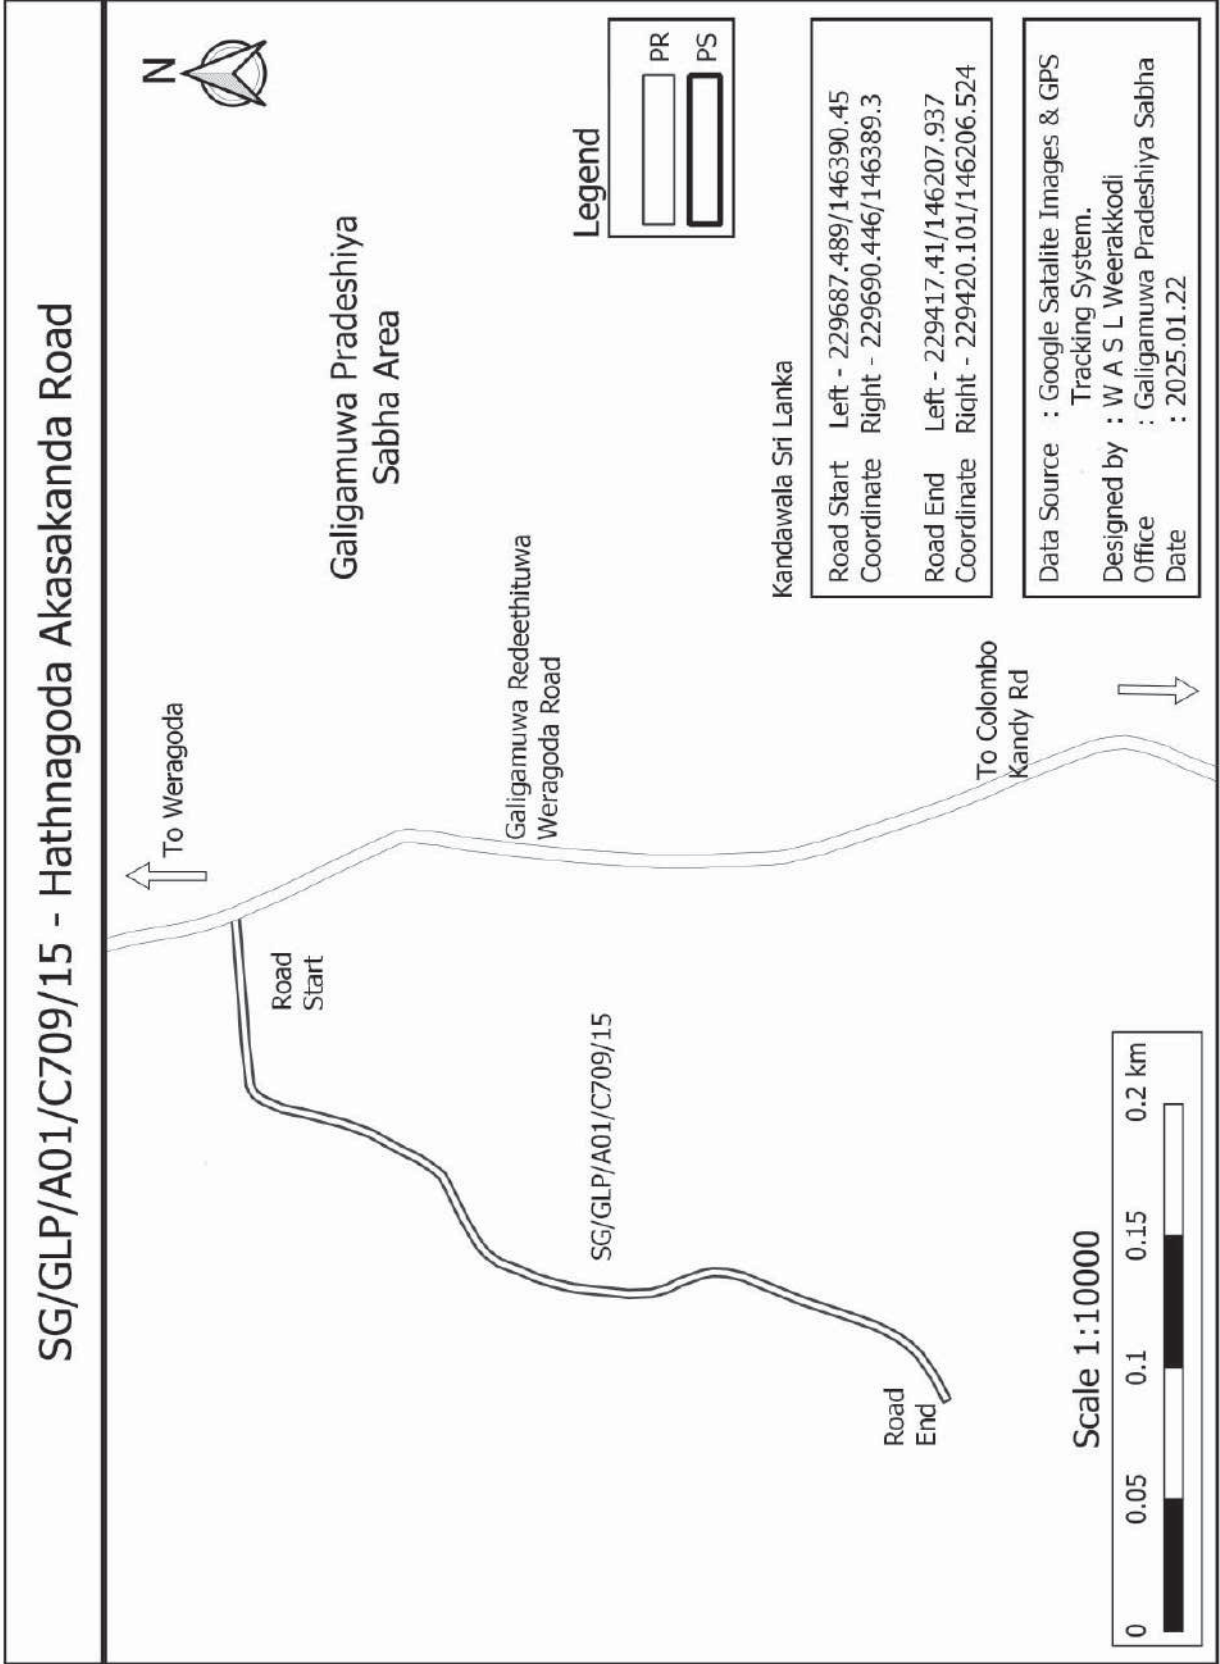 SG/GLP/A01/C709/15 - Hathnagoda Akasakanda Road
N
To Weragoda
Galigamuwa Pradeshiya
Sabha Area
Road
Start
Galigamuwa Redeethituwa
Weragoda Road
Legend
PR
PS
SG/GLP/A01/C709/15
Kandawala Sri Lanka
Road Start Left - 229687.489/146390.45
Coordinate Right - 229690.446/146389.3
Road End Left - 229417.41/146207.937
Coordinate Right - 229420.101/146206.524
Road
End
To Colombo
Kandy Rd
Data Source : Google Satalite Images & GPS
Tracking System.
Designed by : W A S L Weerakkodi
Office : Galigamuwa Pradeshiya Sabha
Date : 2025.01.22
Scale 1:10000
0 0.05 0.1 0.15 0.2 km